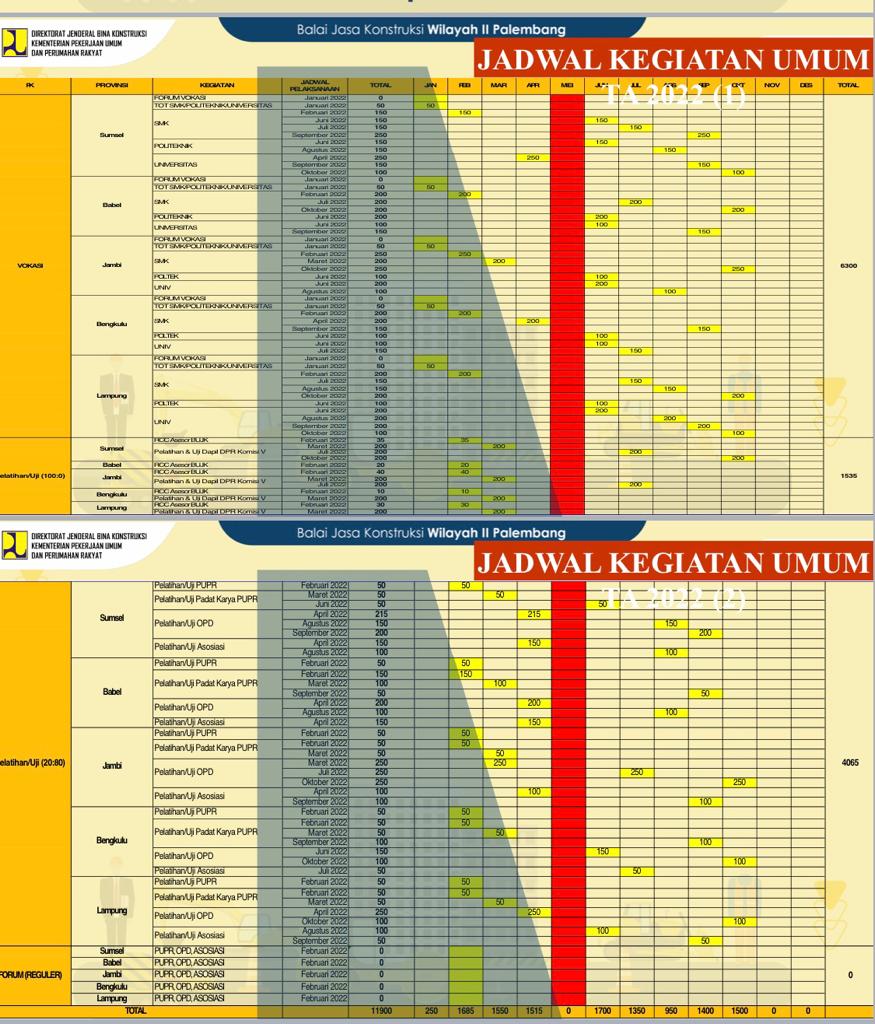 DIREKTORAT JENDERAL BINA KONSTRUKSI
KEMENTERIAN PEKERJAAN UMUM
DAN PERUMAHAN RAKYAT
Balai Jasa Konstruksi Wilayah II Palembang
JADWAL KEGIATAN UMUM
TA 2022 (1)
RK PROVINSI KEGIATAN JADWAL PELAKSANAAN TOTAL JAN FEB MAR APR MEI JUN JUL AGS SEP OKT NOV DES TOTAL
VOKASI 6300
Sumsel
FORUM VOKASI Januari 2022 0
TOT SMK/POLITEKNIK/UNIVERSITAS Januari 2022 50 50
SMK Februari 2022 150 150
Juni 2022 150 150
Juli 2022 150 150
September 2022 250 250
POLITEKNIK Juni 2022 150 150
Agustus 2022 150 150
UNIVERSITAS April 2022 250 250
September 2022 150 150
Oktober 2022 100 100
Babel
FORUM VOKASI Januari 2022 0
TOT SMK/POLITEKNIK/UNIVERSITAS Januari 2022 50 50
SMK Februari 2022 200 200
Juli 2022 200 200
Oktober 2022 200 200
POLITEKNIK Juni 2022 200 200
UNIVERSITAS Juni 2022 100 100
September 2022 150 150
Jambi
FORUM VOKASI Januari 2022 0
TOT SMK/POLITEKNIK/UNIVERSITAS Januari 2022 50 50
SMK Februari 2022 250 250
Maret 2022 200 200
Oktober 2022 250 250
POLTEK Juni 2022 100 100
UNIV Juni 2022 200 200
Agustus 2022 100 100
Bengkulu
FORUM VOKASI Januari 2022 0
TOT SMK/POLITEKNIK/UNIVERSITAS Januari 2022 50 50
SMK Februari 2022 200 200
April 2022 200 200
September 2022 150 150
POLTEK Juni 2022 100 100
UNIV Juni 2022 100 100
Juli 2022 150 150
Lampung
FORUM VOKASI Januari 2022 0
TOT SMK/POLITEKNIK/UNIVERSITAS Januari 2022 50 50
SMK Februari 2022 200 200
Juli 2022 150 150
Agustus 2022 150 150
Oktober 2022 200 200
POLTEK Juni 2022 100 100
UNIV Juni 2022 200 200
Agustus 2022 200 200
September 2022 200 200
Oktober 2022 100 100
elatihan/Uji (100:0) 1535
Sumsel
RCC Asesor BUJK Februari 2022 35 35
Pelatihan & Uji Dapil DPR Komisi V Maret 2022 200 200
Juli 2022 200 200
Oktober 2022 200 200
Babel RCC Asesor BUJK Februari 2022 20 20
Jambi
RCC Asesor BUJK Februari 2022 40 40
Pelatihan & Uji Dapil DPR Komisi V Maret 2022 200 200
Juli 2022 200 200
Bengkulu
RCC Asesor BUJK Februari 2022 10 10
Pelatihan & Uji Dapil DPR Komisi V Maret 2022 200 200
Lampung
RCC Asesor BUJK Februari 2022 30 30
Pelatihan & Uji Dapil DPR Komisi V Maret 2022 200 200
DIREKTORAT JENDERAL BINA KONSTRUKSI
KEMENTERIAN PEKERJAAN UMUM
DAN PERUMAHAN RAKYAT
Balai Jasa Konstruksi Wilayah II Palembang
JADWAL KEGIATAN UMUM
TA 2022 (2)
elatihan/Uji (20:80) 4065
Sumsel
Pelatihan/Uji PUPR Februari 2022 50 50
Pelatihan/Uji Padat Karya PUPR Maret 2022 50 50
Juni 2022 50 50
Pelatihan/Uji OPD April 2022 215 215
Agustus 2022 150 150
September 2022 200 200
Pelatihan/Uji Asosiasi April 2022 150 150
Agustus 2022 100 100
Babel
Pelatihan/Uji PUPR Februari 2022 50 50
Pelatihan/Uji Padat Karya PUPR Februari 2022 150 150
Maret 2022 100 100
September 2022 50 50
Pelatihan/Uji OPD April 2022 200 200
Agustus 2022 100 100
Pelatihan/Uji Asosiasi April 2022 150 150
Jambi
Pelatihan/Uji PUPR Februari 2022 50 50
Pelatihan/Uji Padat Karya PUPR Februari 2022 50 50
Maret 2022 50 50
Pelatihan/Uji OPD Maret 2022 250 250
Juli 2022 250 250
Oktober 2022 250 250
Pelatihan/Uji Asosiasi April 2022 100 100
September 2022 100 100
Bengkulu
Pelatihan/Uji PUPR Februari 2022 50 50
Pelatihan/Uji Padat Karya PUPR Februari 2022 50 50
Maret 2022 50 50
September 2022 100 100
Pelatihan/Uji OPD Juni 2022 150 150
Oktober 2022 100 100
Pelatihan/Uji Asosiasi Juli 2022 50 50
Lampung
Pelatihan/Uji PUPR Februari 2022 50 50
Pelatihan/Uji Padat Karya PUPR Februari 2022 50 50
Maret 2022 50 50
Pelatihan/Uji OPD April 2022 250 250
Oktober 2022 100 100
Pelatihan/Uji Asosiasi Agustus 2022 100 100
September 2022 50 50
FORUM (REGULER) 0
Sumsel PUPR, OPD, ASOSIASI Februari 2022 0
Babel PUPR, OPD, ASOSIASI Februari 2022 0
Jambi PUPR, OPD, ASOSIASI Februari 2022 0
Bengkulu PUPR, OPD, ASOSIASI Februari 2022 0
Lampung PUPR, OPD, ASOSIASI Februari 2022 0
TOTAL 11900 250 1685 1550 1515 0 1700 1350 950 1400 1500 0 0